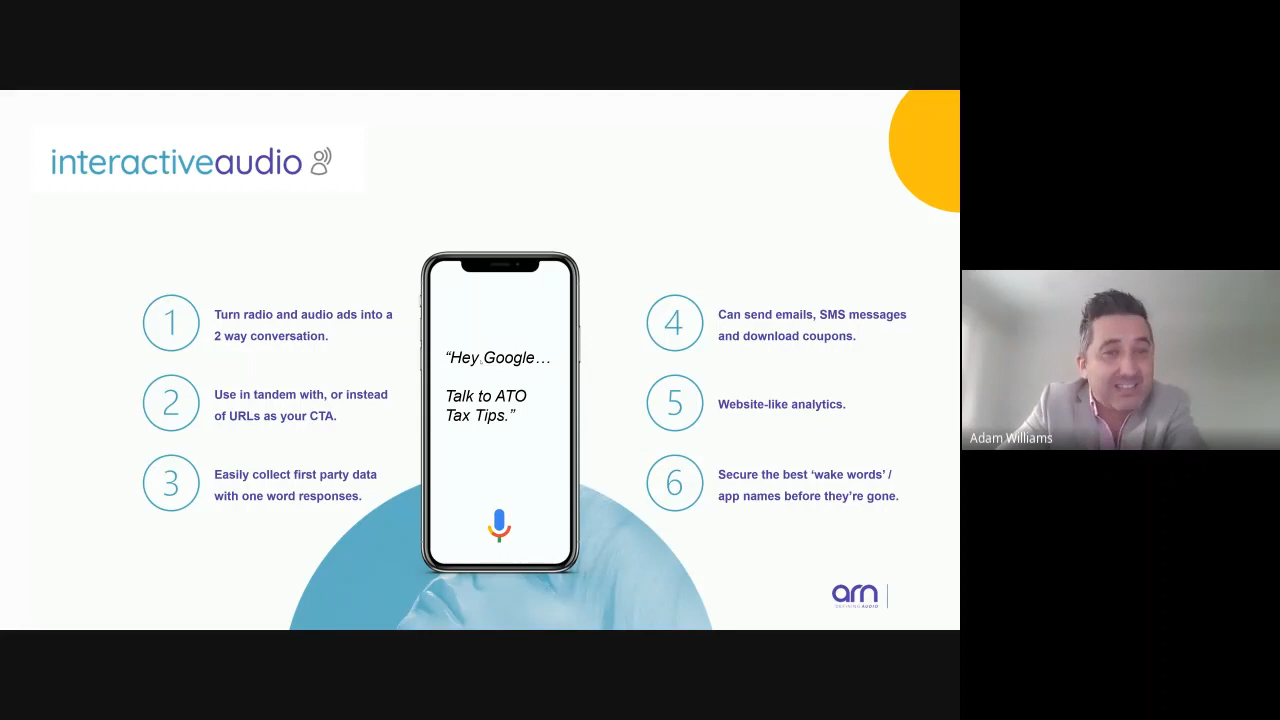 interactiveaudio
1
Turn radio and audio ads into a
2 way conversation.
2
Use in tandem with, or instead
of URLs as your CTA.
3
Easily collect first party data
with one word responses.
“Hey Google…
Talk to ATO
Tax Tips.”
4
Can send emails, SMS messages
and download coupons.
5
Website-like analytics.
6
Secure the best ‘wake words’ /
app names before they’re gone.
arn
DEFINING AUDIO
Adam Williams